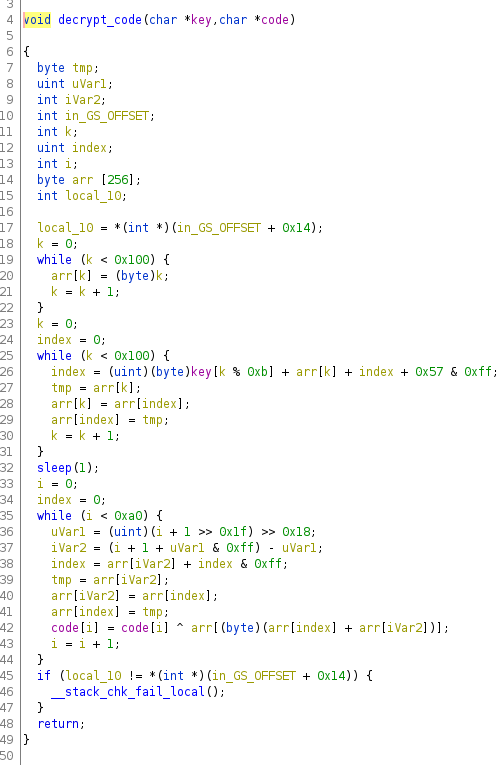 3
4 void decrypt_code(char *key,char *code)
5
6 {
7   byte tmp;
8   uint uVar1;
9   int iVar2;
10   int in_GS_OFFSET;
11   int k;
12   uint index;
13   int i;
14   byte arr [256];
15   int local_10;
16
17   local_10 = *(int *)(in_GS_OFFSET + 0x14);
18   k = 0;
19   while (k < 0x100) {
20     arr[k] = (byte)k;
21     k = k + 1;
22   }
23   k = 0;
24   index = 0;
25   while (k < 0x100) {
26     index = (uint)(byte)key[k % 0xb] + arr[k] + index + 0x57 & 0xff;
27     tmp = arr[k];
28     arr[k] = arr[index];
29     arr[index] = tmp;
30     k = k + 1;
31   }
32   sleep(1);
33   i = 0;
34   index = 0;
35   while (i < 0xa0) {
36     uVar1 = (uint)(i + 1 >> 0x1f) >> 0x18;
37     iVar2 = (i + 1 + uVar1 & 0xff) - uVar1;
38     index = arr[iVar2] + index & 0xff;
39     tmp = arr[iVar2];
40     arr[iVar2] = arr[index];
41     arr[index] = tmp;
42     code[i] = code[i] ^ arr[(byte)(arr[index] + arr[iVar2])];
43     i = i + 1;
44   }
45   if (local_10 != *(int *)(in_GS_OFFSET + 0x14)) {
46     __stack_chk_fail_local();
47   }
48   return;
49 }
50